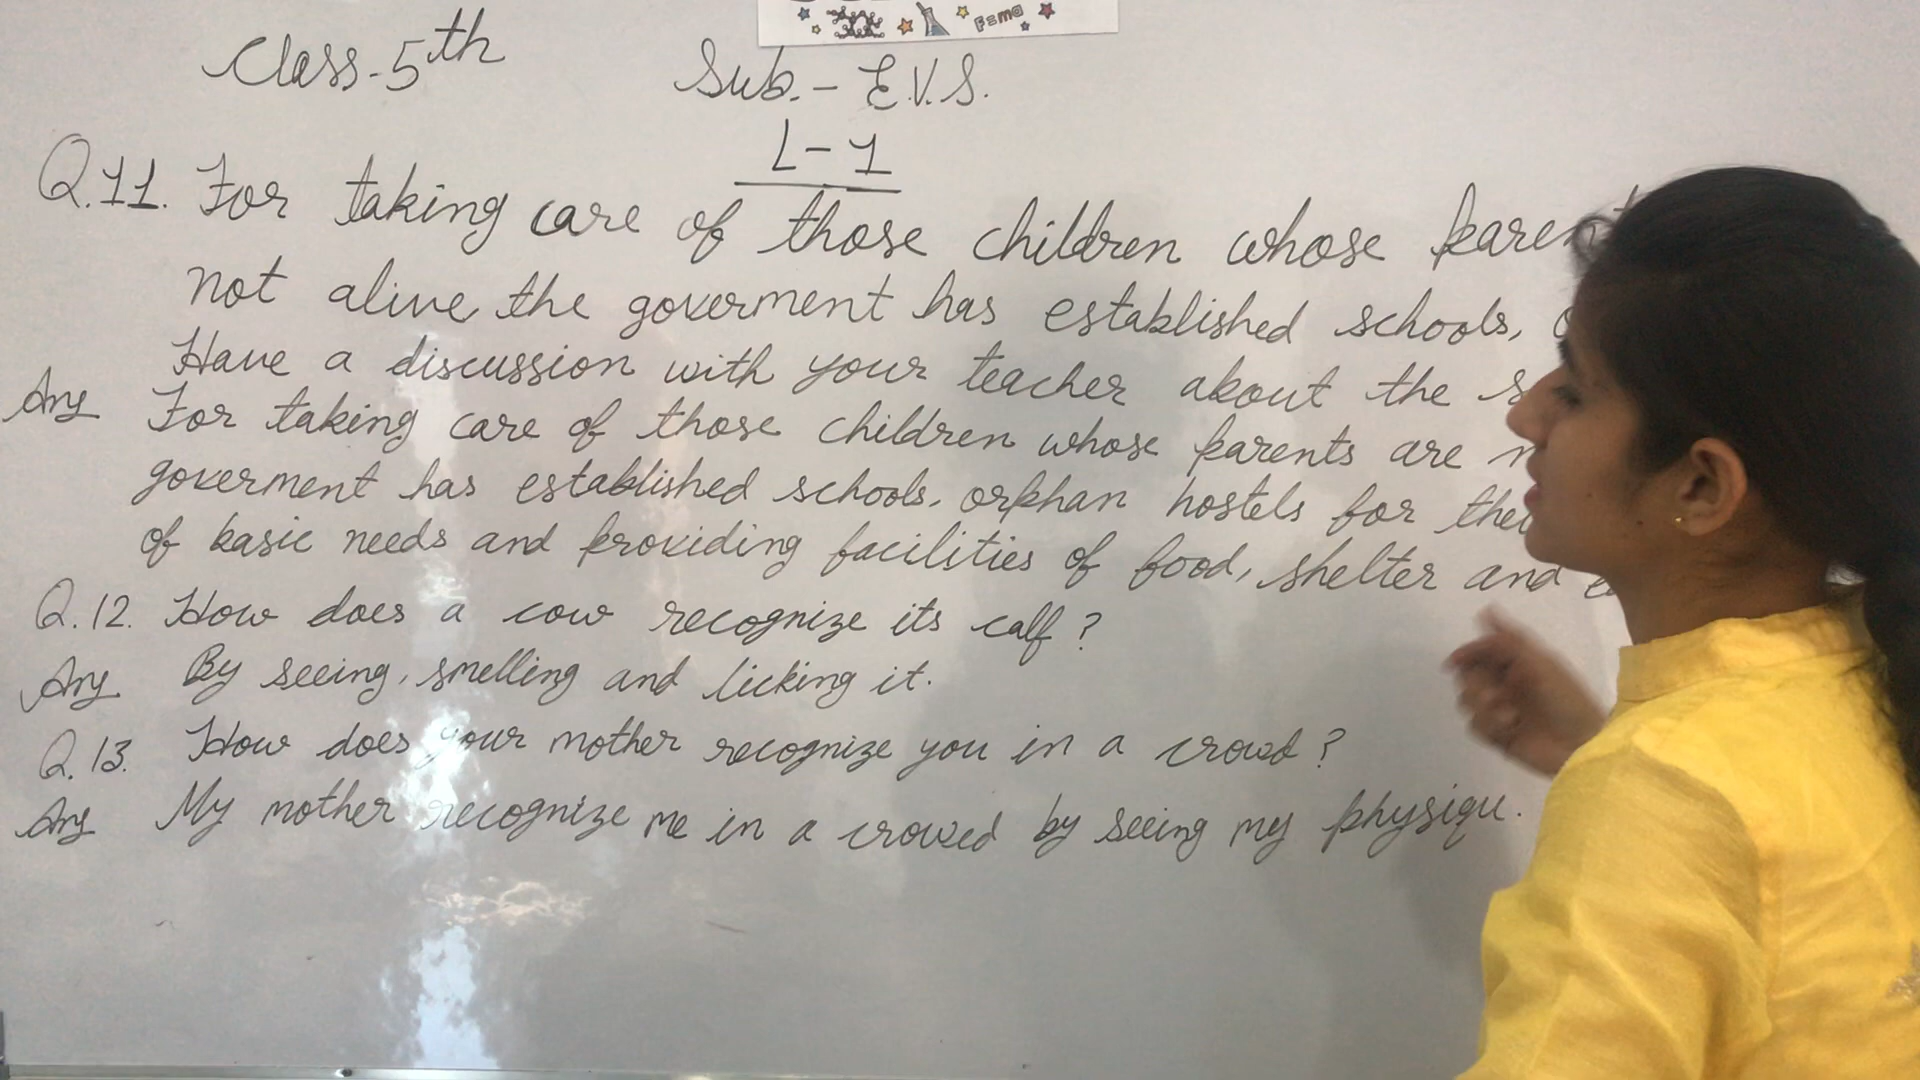 F=ma
Class-5th
Sub.- E.V.S.
L-1
Q.11. For taking care of those children whose
not alive the goverment has established schools,
Have a discussion with your teacher about the
Ans For taking care of those children whose parents are
goverment has established schools, orphan hostels for
of basic needs and providing facilities of food, shelter and
Q.12. How does a cow recognize its calf?
Ans By seeing, smelling and licking it.
Q.13. How does your mother recognize you in a crowd?
Ans My mother recognize me in a crowed by seeing my physiqu.